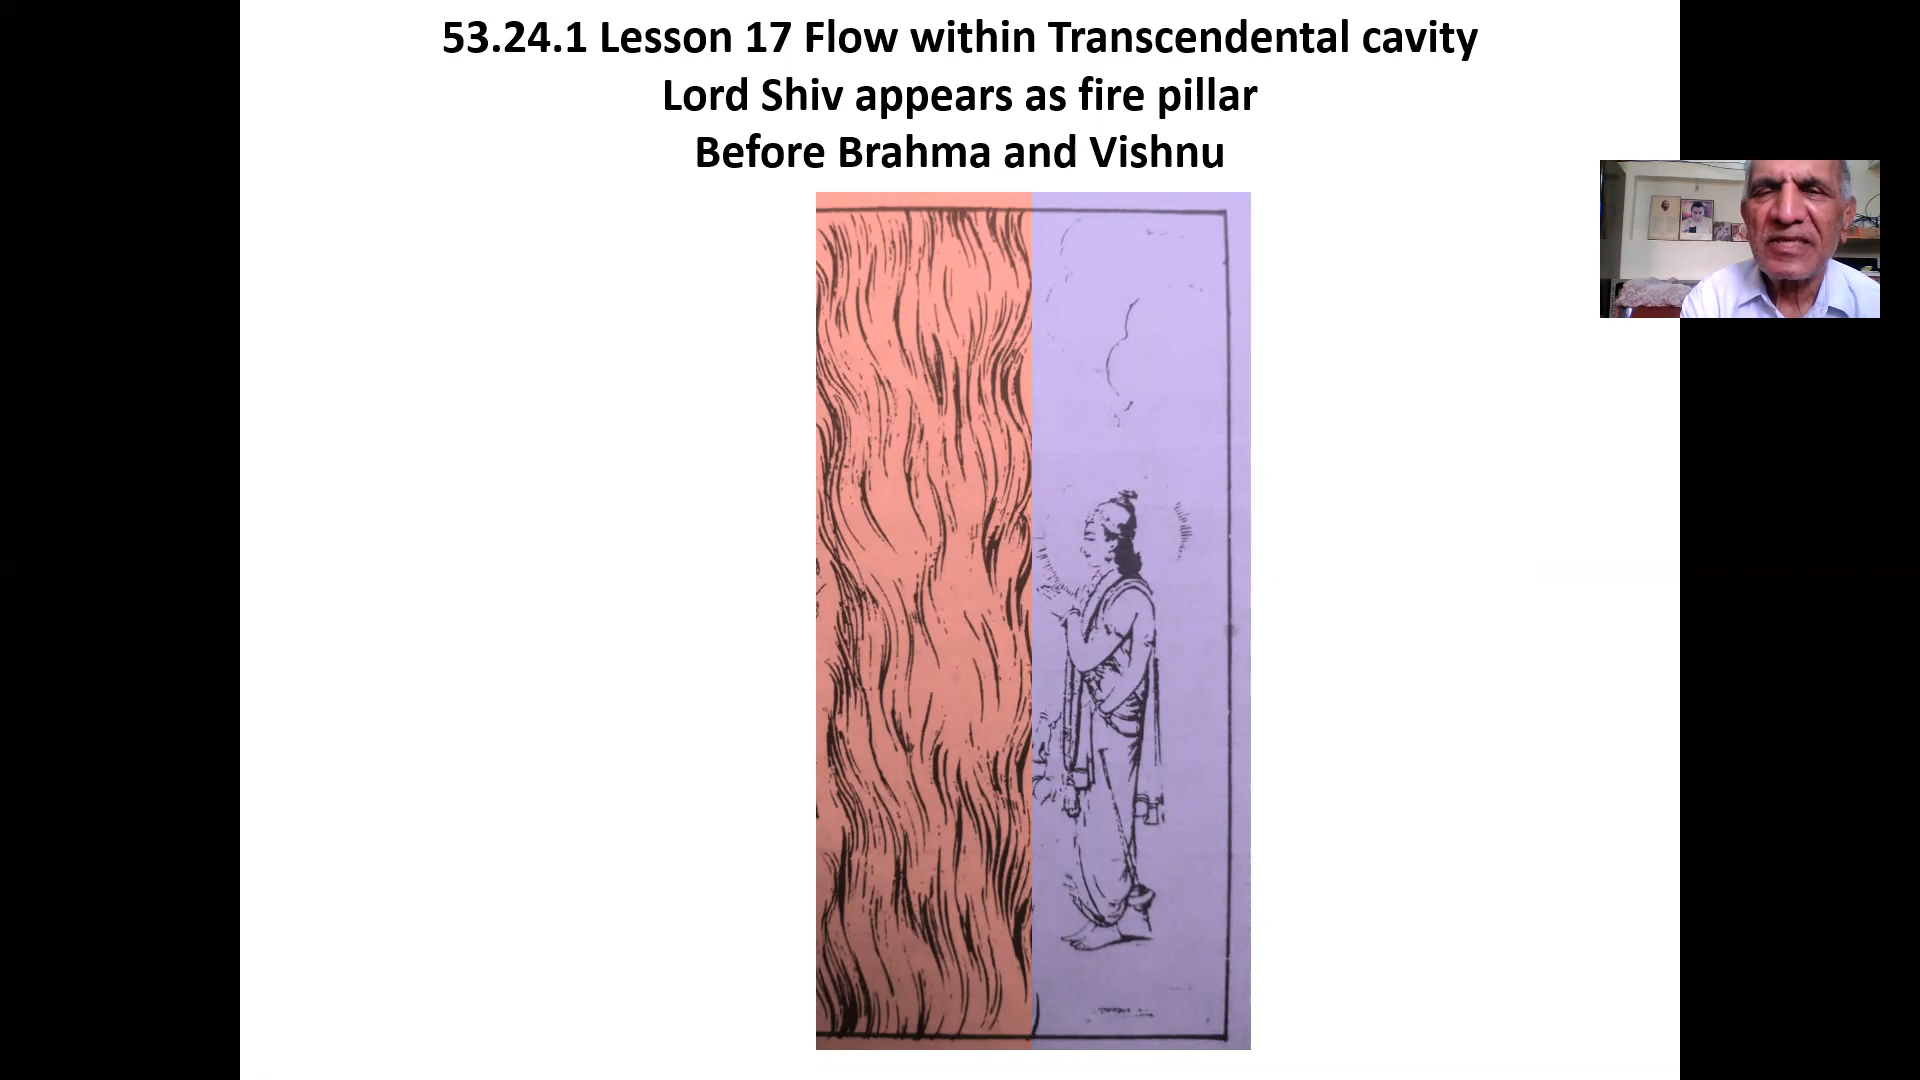 53.24.1 Lesson 17 Flow within Transcendental cavity
Lord Shiv appears as fire pillar
Before Brahma and Vishnu